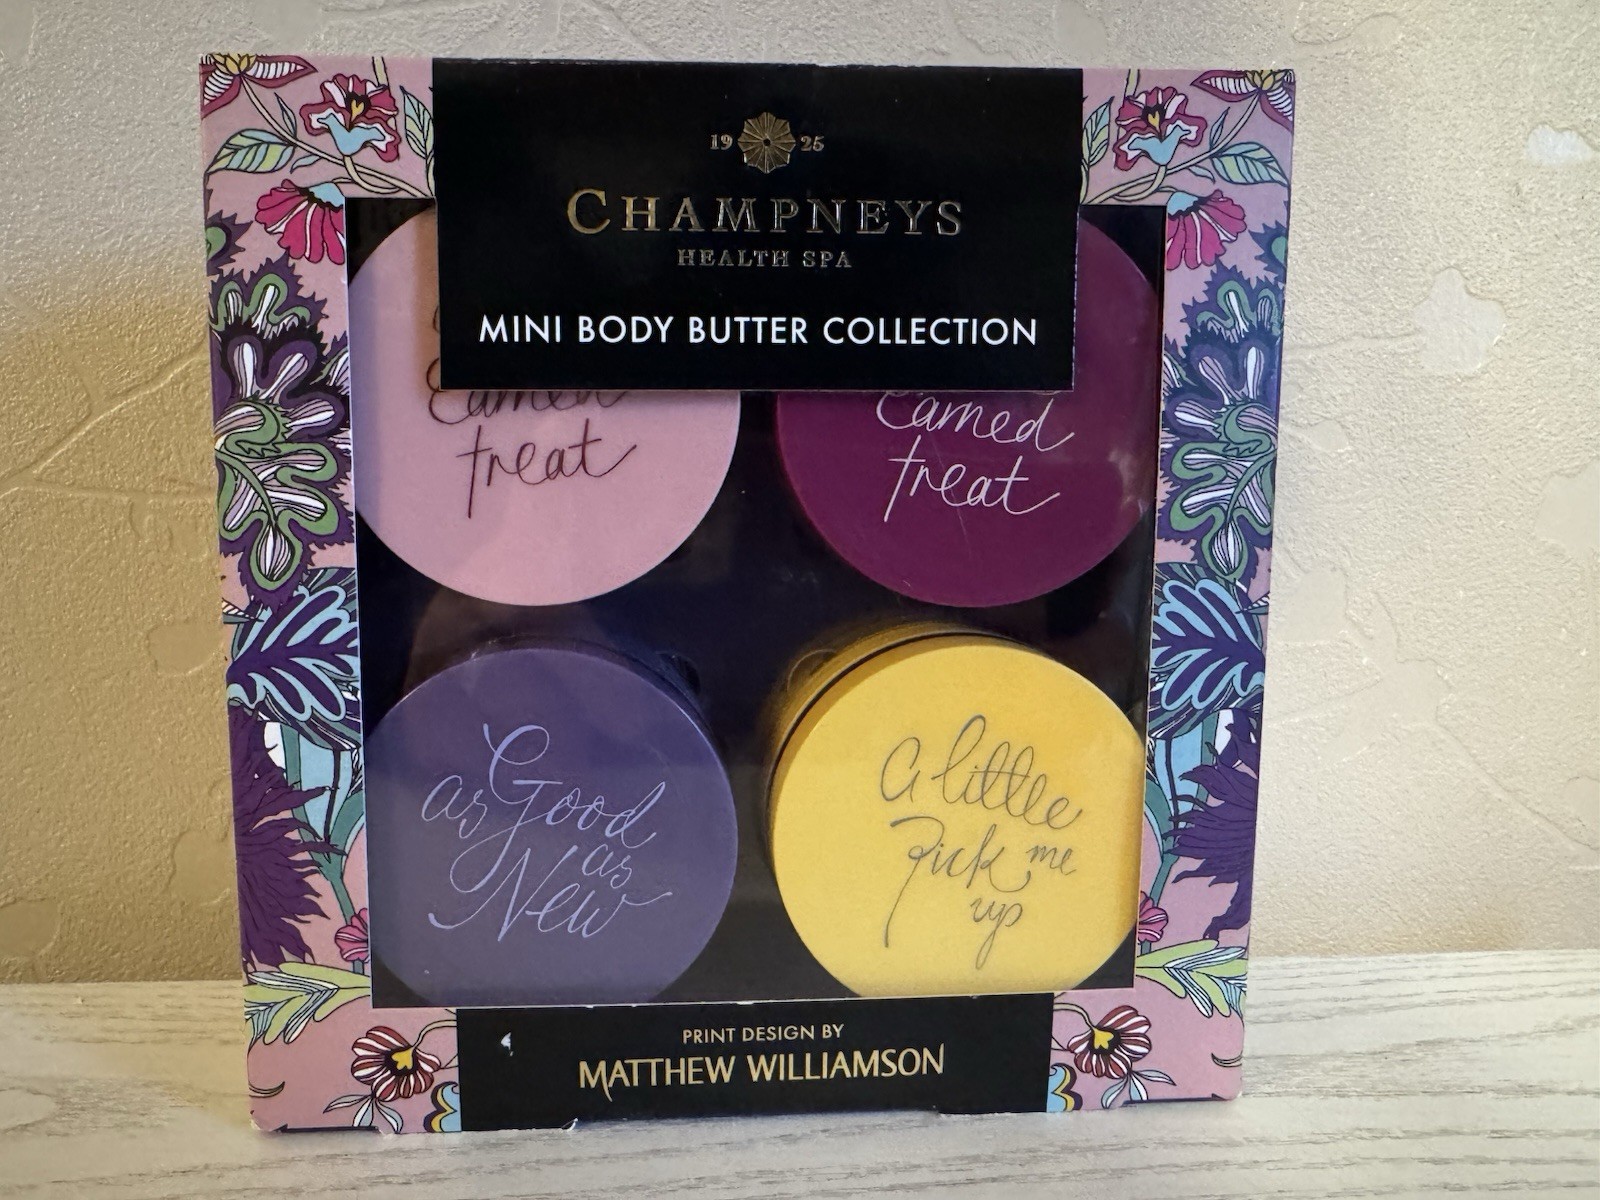 19 25
CHAMPNEYS
HEALTH SPA
MINI BODY BUTTER COLLECTION
Earned
treat
Earned
treat
as Good
as
New
A little
Pick me
up
PRINT DESIGN BY
MATTHEW WILLIAMSON